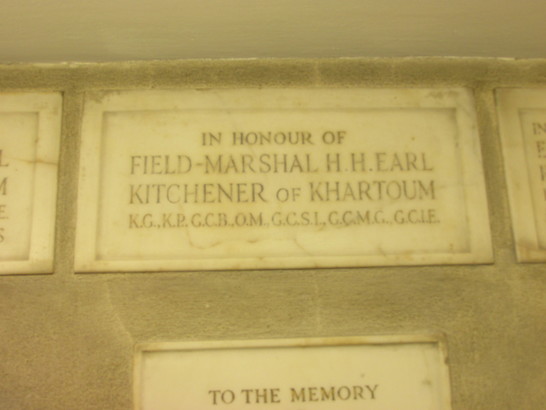 IN HONOUR OF
FIELD-MARSHAL H.H. EARL
KITCHENER OF KHARTOUM
K.G., K.P., G.C.B., O.M., G.C.S.I., G.C.M.G., G.C.I.E.
TO THE MEMORY